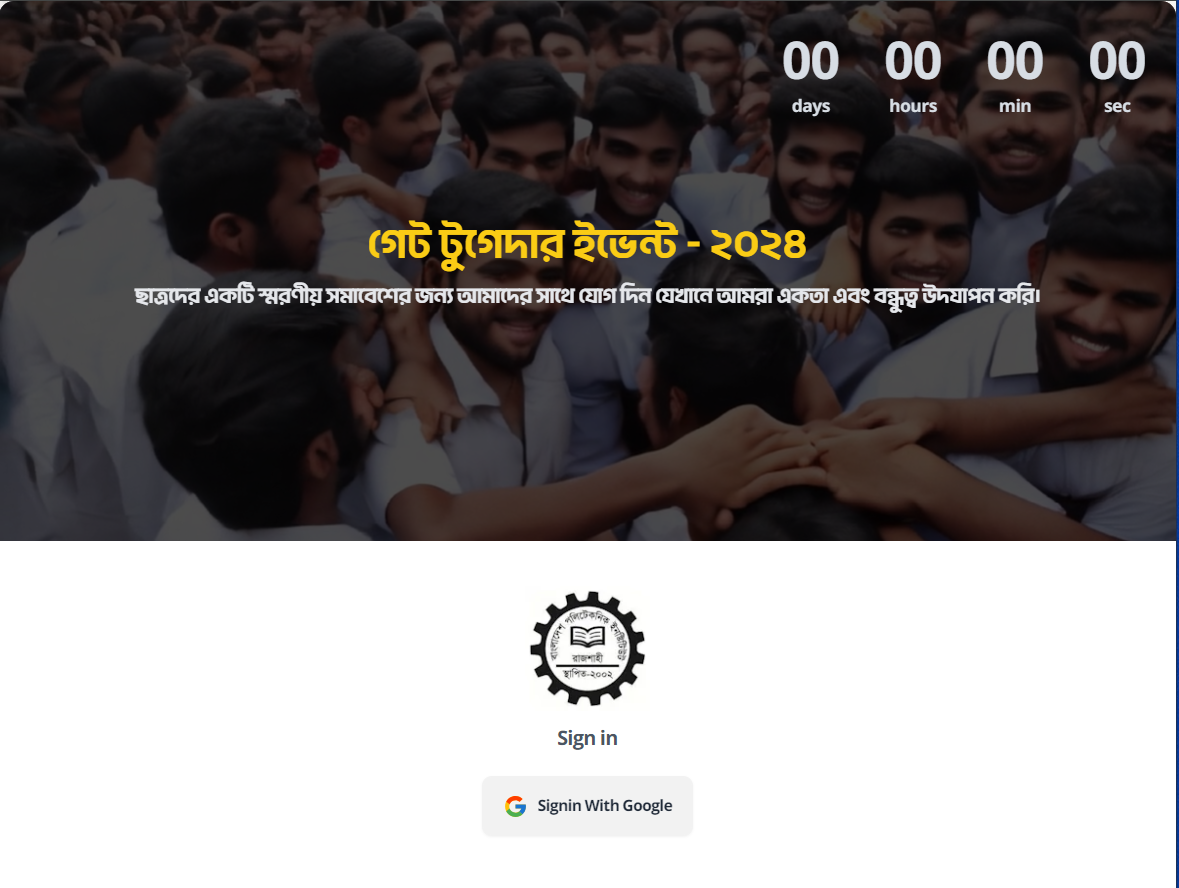 00 00 00 00
days hours min sec
গেট টুগেদার ইভেন্ট - ২০২৪
ছাত্রদের একটি স্মরণীয় সমাবেশের জন্য আমাদের সাথে যোগ দিন যেখানে আমরা একতা এবং বন্ধুত্ব উদযাপন করি।
বাংলাদেশ পলিটেকনিক ইনষ্টিটিউট
রাজশাহী
স্থাপিত-২০০২
Sign in
Signin With Google